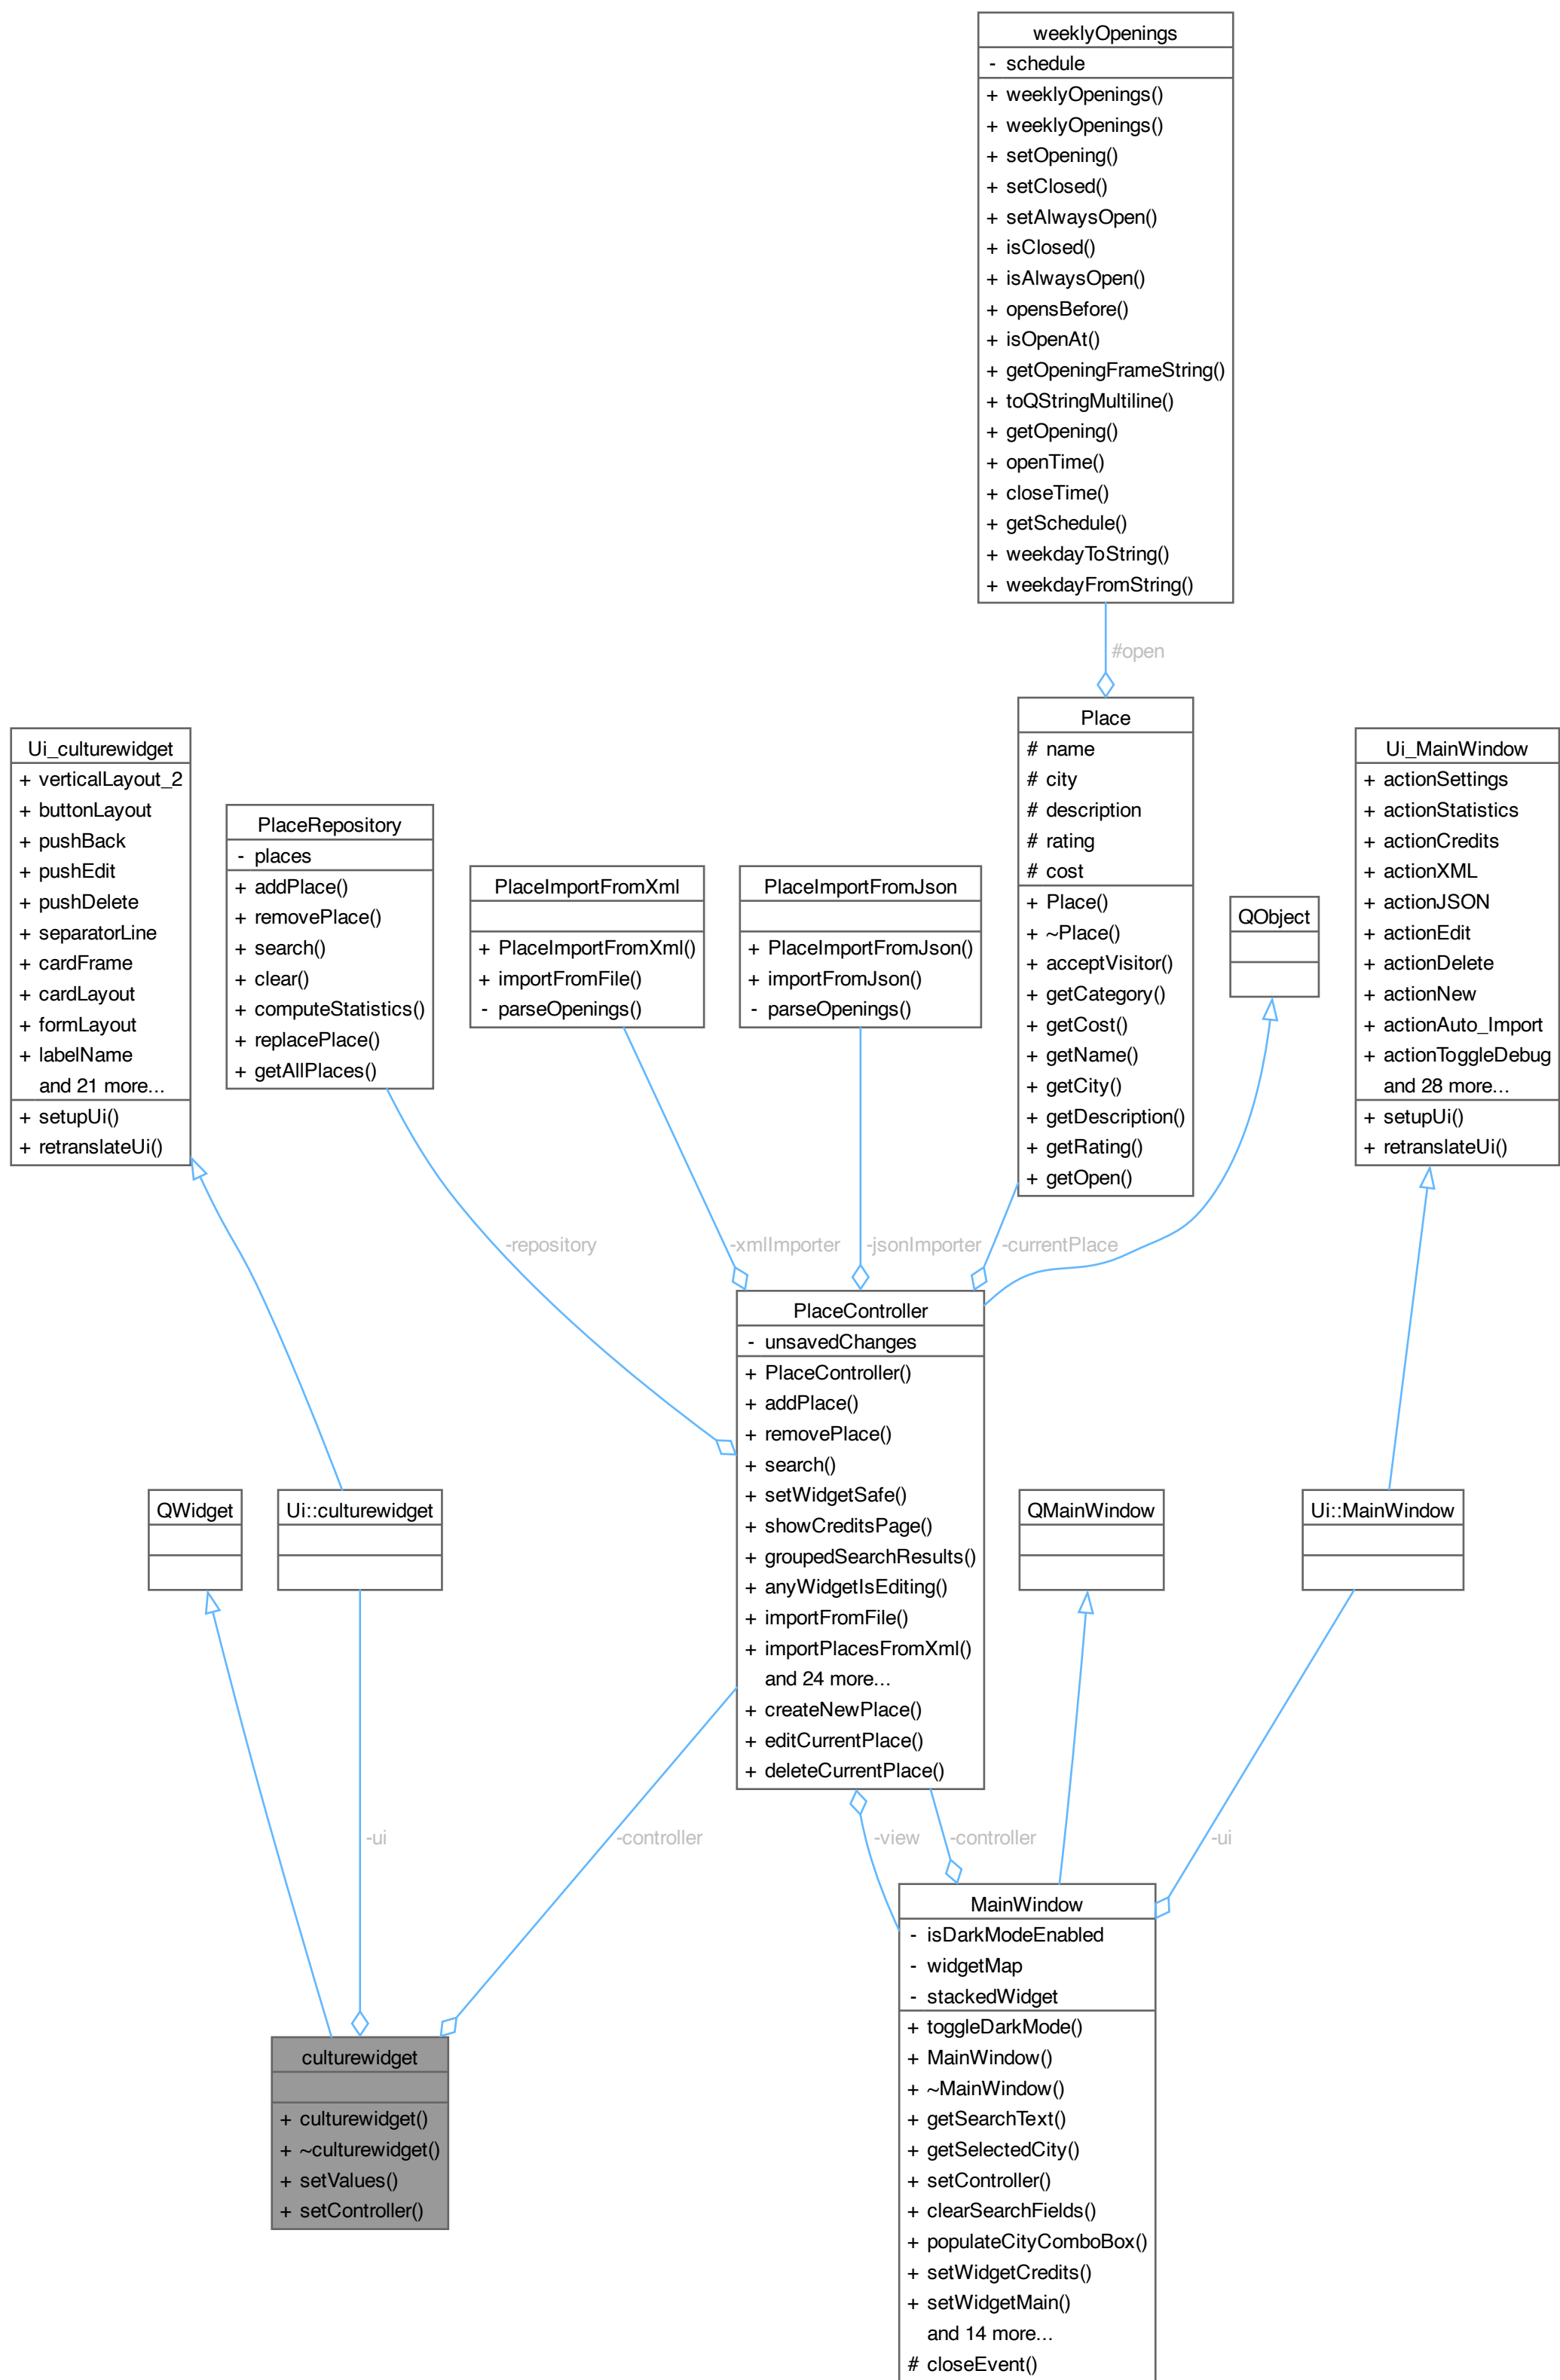 weeklyOpenings
- schedule
+ weeklyOpenings()
+ weeklyOpenings()
+ setOpening()
+ setClosed()
+ setAlwaysOpen()
+ isClosed()
+ isAlwaysOpen()
+ opensBefore()
+ isOpenAt()
+ getOpeningFrameString()
+ toQStringMultiline()
+ getOpening()
+ openTime()
+ closeTime()
+ getSchedule()
+ weekdayToString()
+ weekdayFromString()
#open
Ui_culturewidget
+ verticalLayout_2
+ buttonLayout
+ pushBack
+ pushEdit
+ pushDelete
+ separatorLine
+ cardFrame
+ cardLayout
+ formLayout
+ labelName
and 21 more...
+ setupUi()
+ retranslateUi()
PlaceRepository
- places
+ addPlace()
+ removePlace()
+ search()
+ clear()
+ computeStatistics()
+ replacePlace()
+ getAllPlaces()
PlaceImportFromXml
+ PlaceImportFromXml()
+ importFromFile()
- parseOpenings()
PlaceImportFromJson
+ PlaceImportFromJson()
+ importFromJson()
- parseOpenings()
Place
# name
# city
# description
# rating
# cost
+ Place()
+ ~Place()
+ acceptVisitor()
+ getCategory()
+ getCost()
+ getName()
+ getCity()
+ getDescription()
+ getRating()
+ getOpen()
QObject
Ui_MainWindow
+ actionSettings
+ actionStatistics
+ actionCredits
+ actionXML
+ actionJSON
+ actionEdit
+ actionDelete
+ actionNew
+ actionAuto_Import
+ actionToggleDebug
and 28 more...
+ setupUi()
+ retranslateUi()
-repository
-xmlImporter
-jsonImporter
-currentPlace
PlaceController
- unsavedChanges
+ PlaceController()
+ addPlace()
+ removePlace()
+ search()
+ setWidgetSafe()
+ showCreditsPage()
+ groupedSearchResults()
+ anyWidgetIsEditing()
+ importFromFile()
+ importPlacesFromXml()
and 24 more...
+ createNewPlace()
+ editCurrentPlace()
+ deleteCurrentPlace()
QWidget
Ui::culturewidget
QMainWindow
Ui::MainWindow
-ui
-controller
-view
-controller
-ui
culturewidget
+ culturewidget()
+ ~culturewidget()
+ setValues()
+ setController()
MainWindow
- isDarkModeEnabled
- widgetMap
- stackedWidget
+ toggleDarkMode()
+ MainWindow()
+ ~MainWindow()
+ getSearchText()
+ getSelectedCity()
+ setController()
+ clearSearchFields()
+ populateCityComboBox()
+ setWidgetCredits()
+ setWidgetMain()
and 14 more...
# closeEvent()